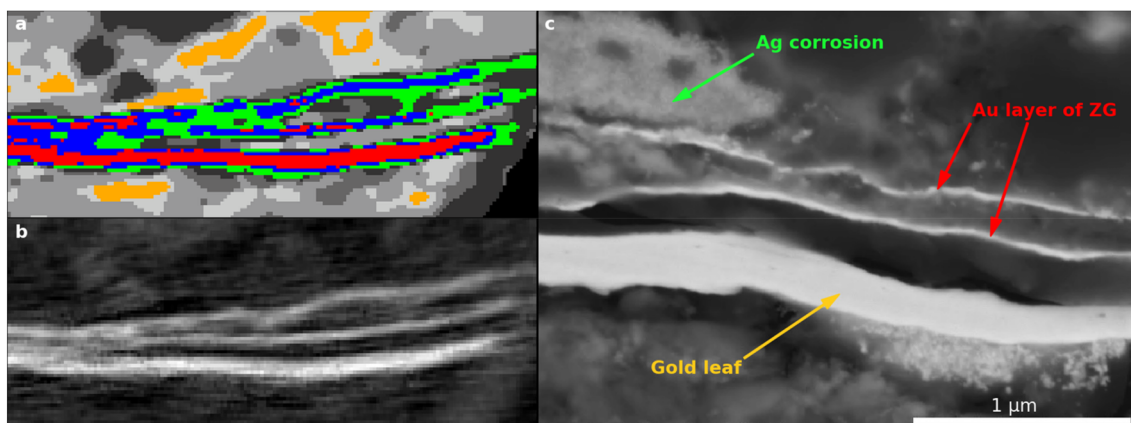 a
b
c
Ag corrosion
Au layer of ZG
Gold leaf
1 µm